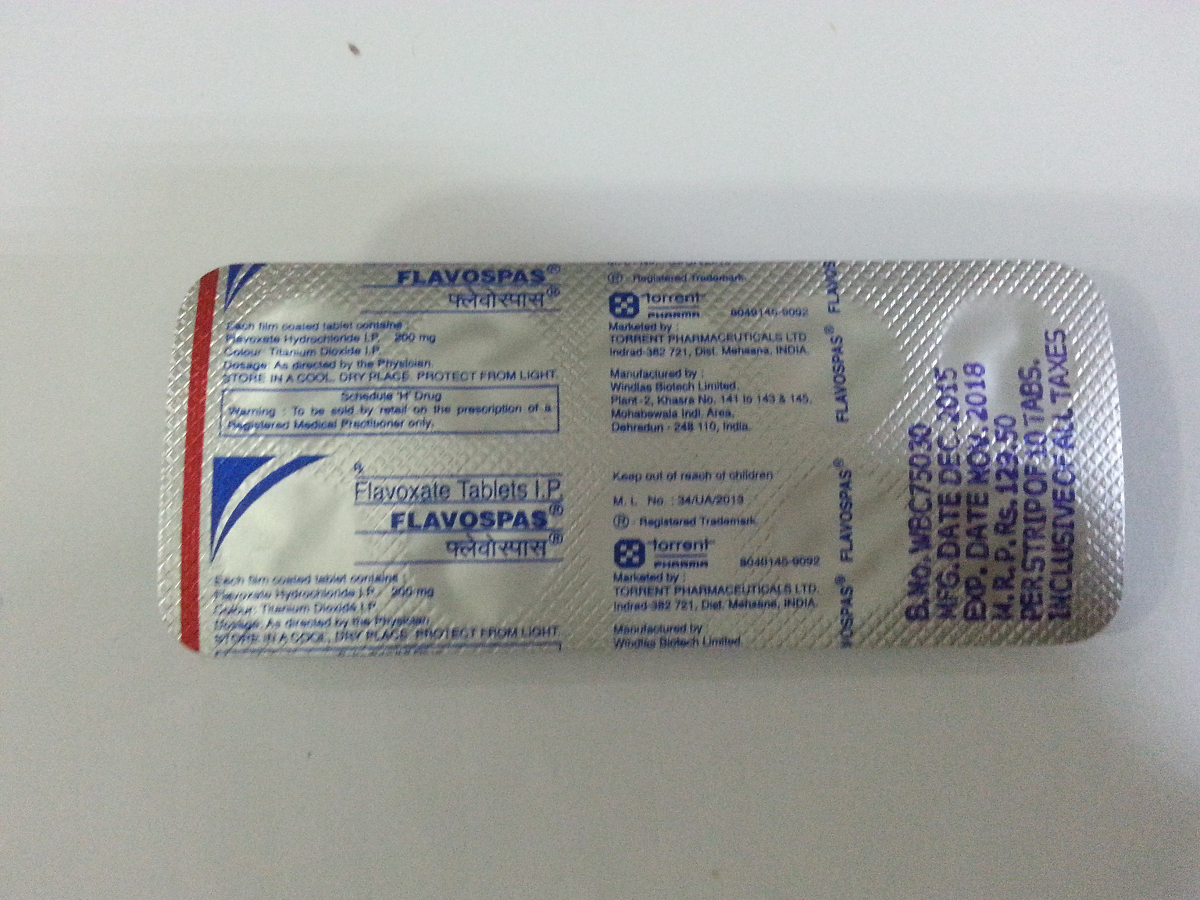 FLAVOSPAS®
फ्लेवोस्पास®
Each film coated tablet contains :
Flavoxate Hydrochloride I.P. 200 mg
Colour: Titanium Dioxide I.P.
Dosage: As directed by the Physician.
STORE IN A COOL, DRY PLACE. PROTECT FROM LIGHT.
Schedule 'H' Drug
Warning : To be sold by retail on the prescription of a
Registered Medical Practitioner only.
Rx
Flavoxate Tablets I.P.
FLAVOSPAS®
फ्लेवोस्पास®
Each film coated tablet contains :
Flavoxate Hydrochloride I.P. 200 mg
Colour: Titanium Dioxide I.P.
Dosage: As directed by the Physician.
STORE IN A COOL, DRY PLACE. PROTECT FROM LIGHT.
® - Registered Trademark
torrent
PHARMA 8049145-9092
Marketed by :
TORRENT PHARMACEUTICALS LTD.
Indrad-382 721, Dist. Mehsana, INDIA.
Manufactured by :
Windlas Biotech Limited.
Plant-2, Khasra No. 141 to 143 & 145,
Mohabewala Indl. Area,
Dehradun - 248 110, India.
Keep out of reach of children
M. L. No. : 34/UA/2013
® - Registered Trademark
torrent
PHARMA 8049145-9092
Marketed by :
TORRENT PHARMACEUTICALS LTD.
Indrad-382 721, Dist. Mehsana, INDIA.
Manufactured by
Windlas Biotech Limited.
VOSPAS® FLAVOSPAS® FLAVOSPAS® FLAVOS
B.No. WBC75030
MFG. DATE DEC. 2015
EXP. DATE NOV. 2018
M.R.P. Rs. 129.50
PER STRIP OF 10 TABS.
INCLUSIVE OF ALL TAXES